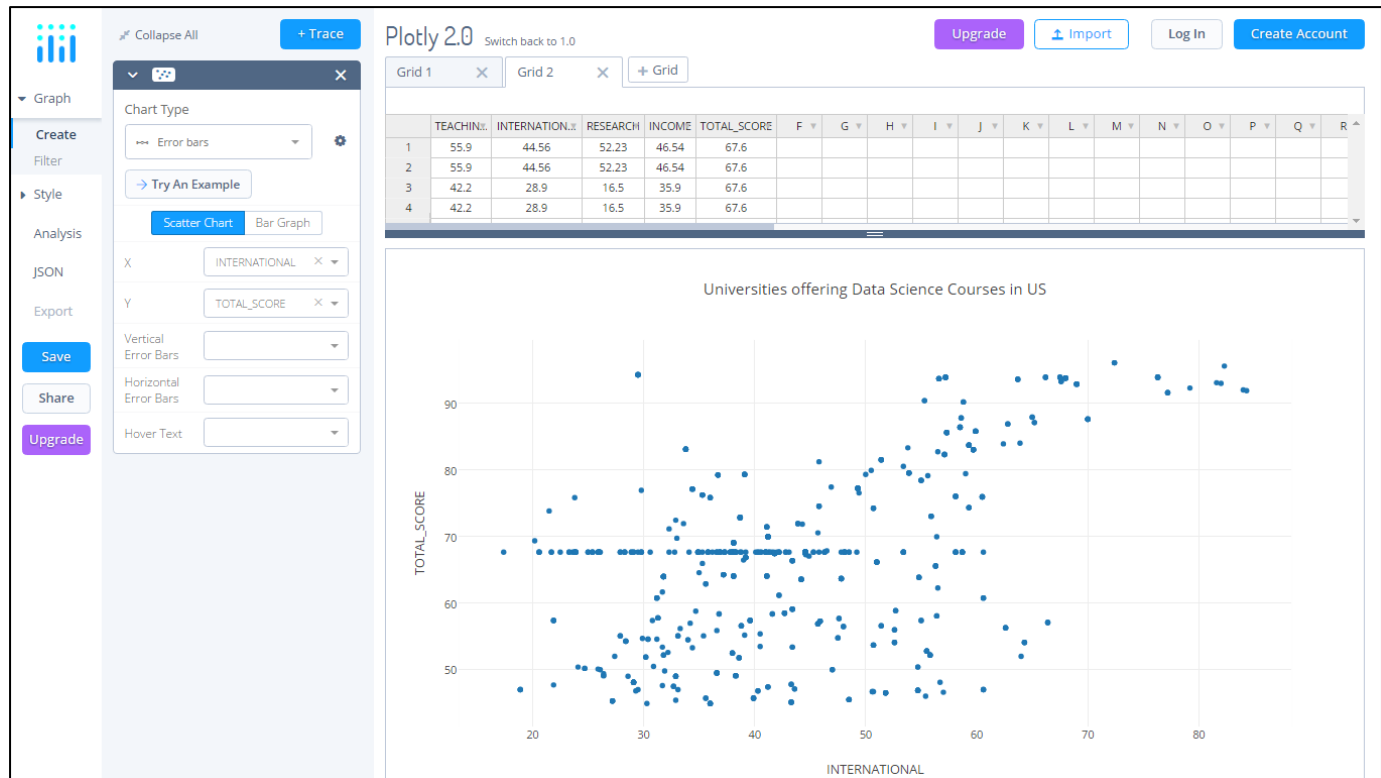 Collapse All
+ Trace
Plotly 2.0 Switch back to 1.0
Upgrade
Import
Log In
Create Account
Grid 1
Grid 2
+ Grid
Graph
Create
Filter
Style
Analysis
JSON
Export
Save
Share
Upgrade
Chart Type
Error bars
Try An Example
Scatter Chart Bar Graph
X INTERNATIONAL
Y TOTAL_SCORE
Vertical
Error Bars
Horizontal
Error Bars
Hover Text
TEACHIN... INTERNATION... RESEARCH INCOME TOTAL_SCORE F G H I J K L M N O P Q R
1 55.9 44.56 52.23 46.54 67.6
2 55.9 44.56 52.23 46.54 67.6
3 42.2 28.9 16.5 35.9 67.6
4 42.2 28.9 16.5 35.9 67.6
Universities offering Data Science Courses in US
TOTAL_SCORE
90
80
70
60
50
20 30 40 50 60 70 80
INTERNATIONAL